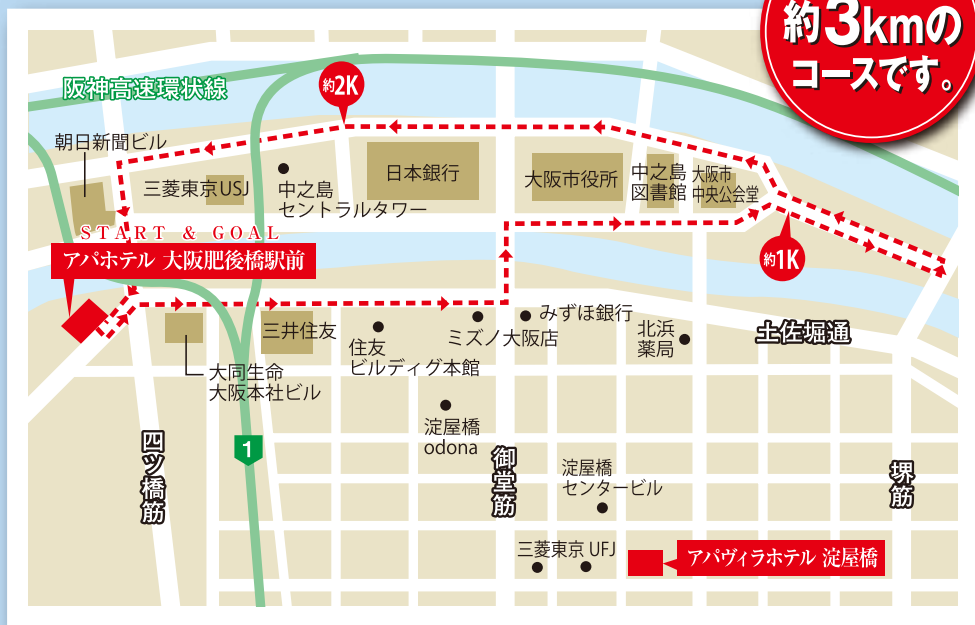 約3kmの
コースです。
阪神高速環状線
約2K
朝日新聞ビル
三菱東京USJ
中之島
セントラルタワー
日本銀行
大阪市役所
中之島
図書館
大阪市
中央公会堂
START & GOAL
アパホテル 大阪肥後橋駅前
約1K
三井住友
住友
ビルディグ本館
ミズノ大阪店
みずほ銀行
北浜
薬局
土佐堀通
大同生命
大阪本社ビル
淀屋橋
odona
1
四ツ橋筋
御堂筋
淀屋橋
センタービル
堺筋
三菱東京 UFJ
アパヴィラホテル 淀屋橋